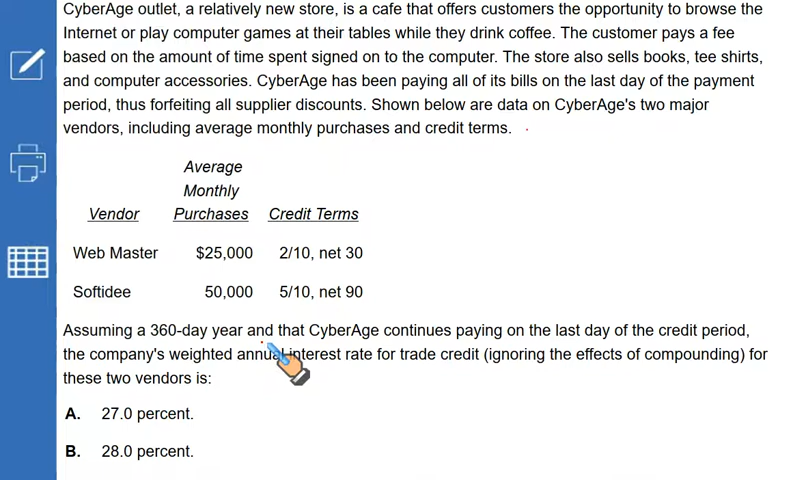 CyberAge outlet, a relatively new store, is a cafe that offers customers the opportunity to browse the
Internet or play computer games at their tables while they drink coffee. The customer pays a fee
based on the amount of time spent signed on to the computer. The store also sells books, tee shirts,
and computer accessories. CyberAge has been paying all of its bills on the last day of the payment
period, thus forfeiting all supplier discounts. Shown below are data on CyberAge's two major
vendors, including average monthly purchases and credit terms.
Average
Monthly
Vendor Purchases Credit Terms
Web Master $25,000 2/10, net 30
Softidee 50,000 5/10, net 90
Assuming a 360-day year and that CyberAge continues paying on the last day of the credit period,
the company's weighted annual interest rate for trade credit (ignoring the effects of compounding) for
these two vendors is:
A. 27.0 percent.
B. 28.0 percent.